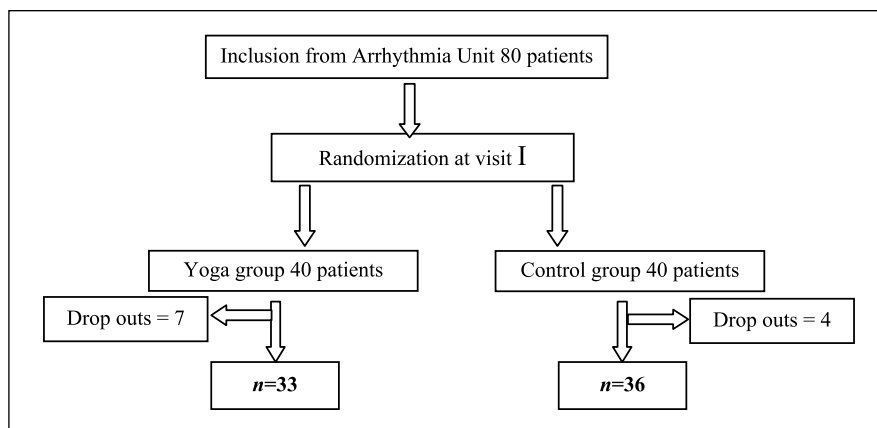 Inclusion from Arrhythmia Unit 80 patients
Randomization at visit I
Yoga group 40 patients
Control group 40 patients
Drop outs = 7
Drop outs = 4
n=33
n=36